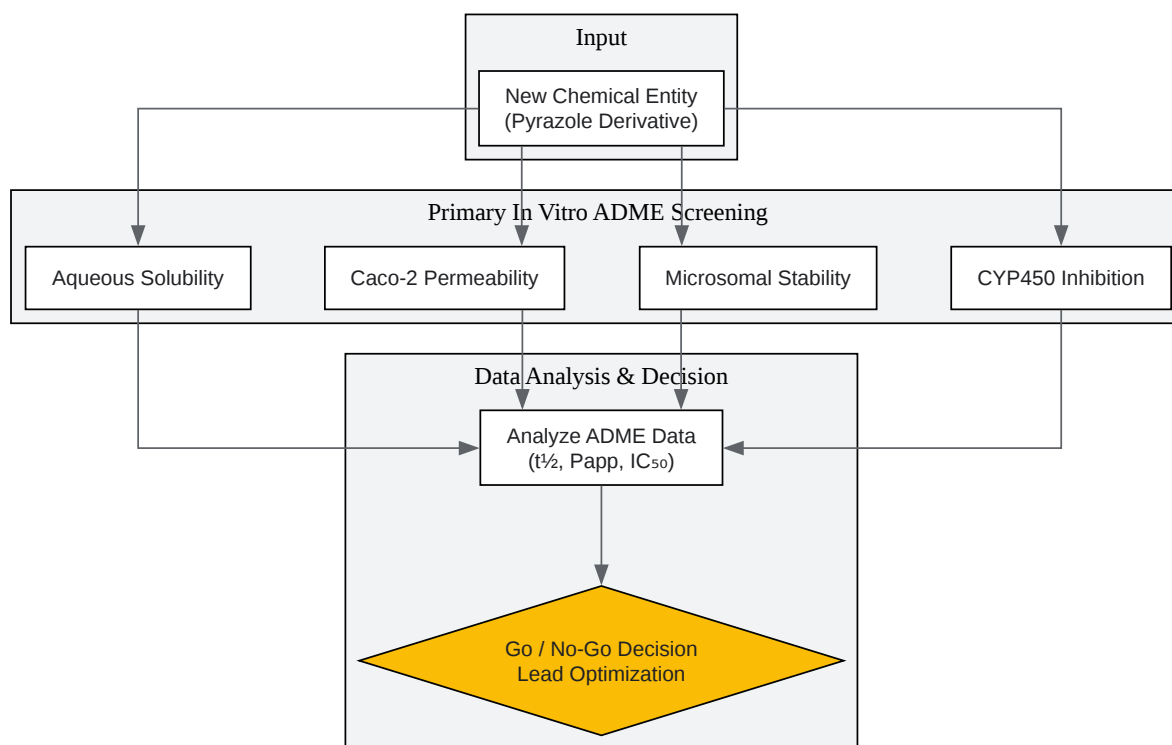 Input
New Chemical Entity
(Pyrazole Derivative)
Primary In Vitro ADME Screening
Aqueous Solubility
Caco-2 Permeability
Microsomal Stability
CYP450 Inhibition
Data Analysis & Decision
Analyze ADME Data
(t½, Papp, IC₅₀)
Go / No-Go Decision
Lead Optimization